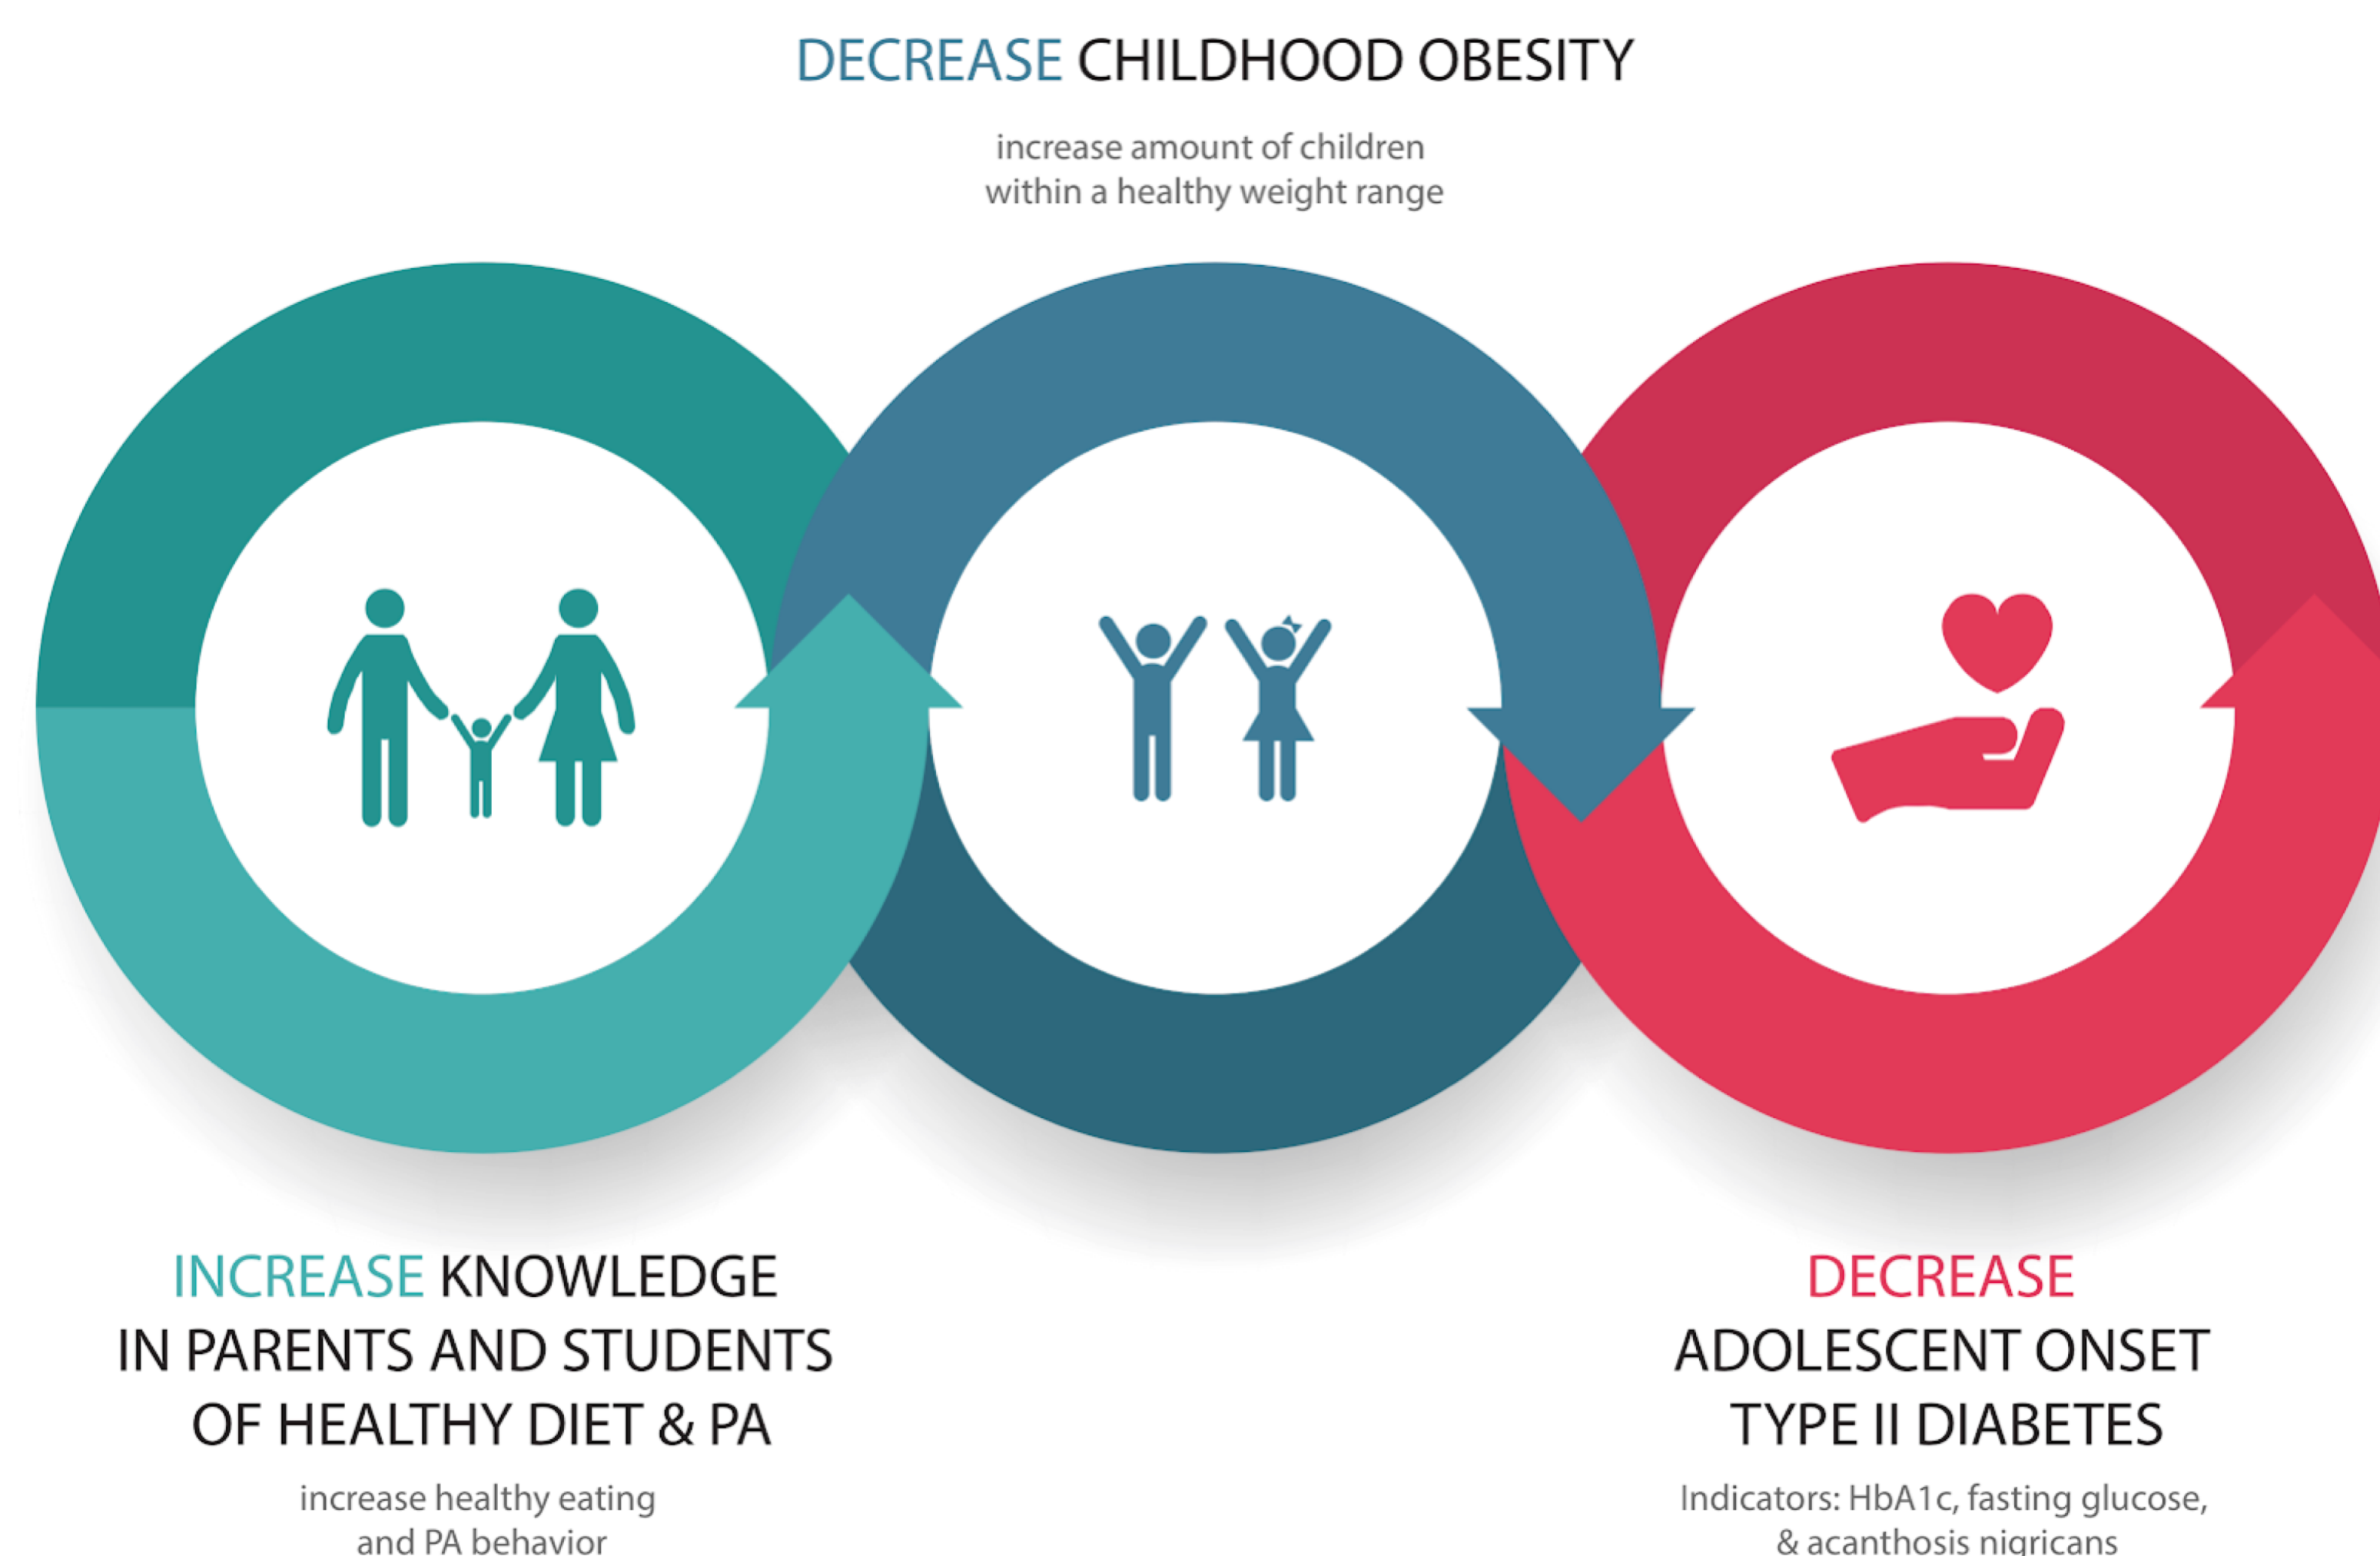 DECREASE CHILDHOOD OBESITY
increase amount of children
within a healthy weight range
INCREASE KNOWLEDGE
IN PARENTS AND STUDENTS
OF HEALTHY DIET & PA
increase healthy eating
and PA behavior
DECREASE
ADOLESCENT ONSET
TYPE II DIABETES
Indicators: HbA1c, fasting glucose,
& acanthosis nigricans